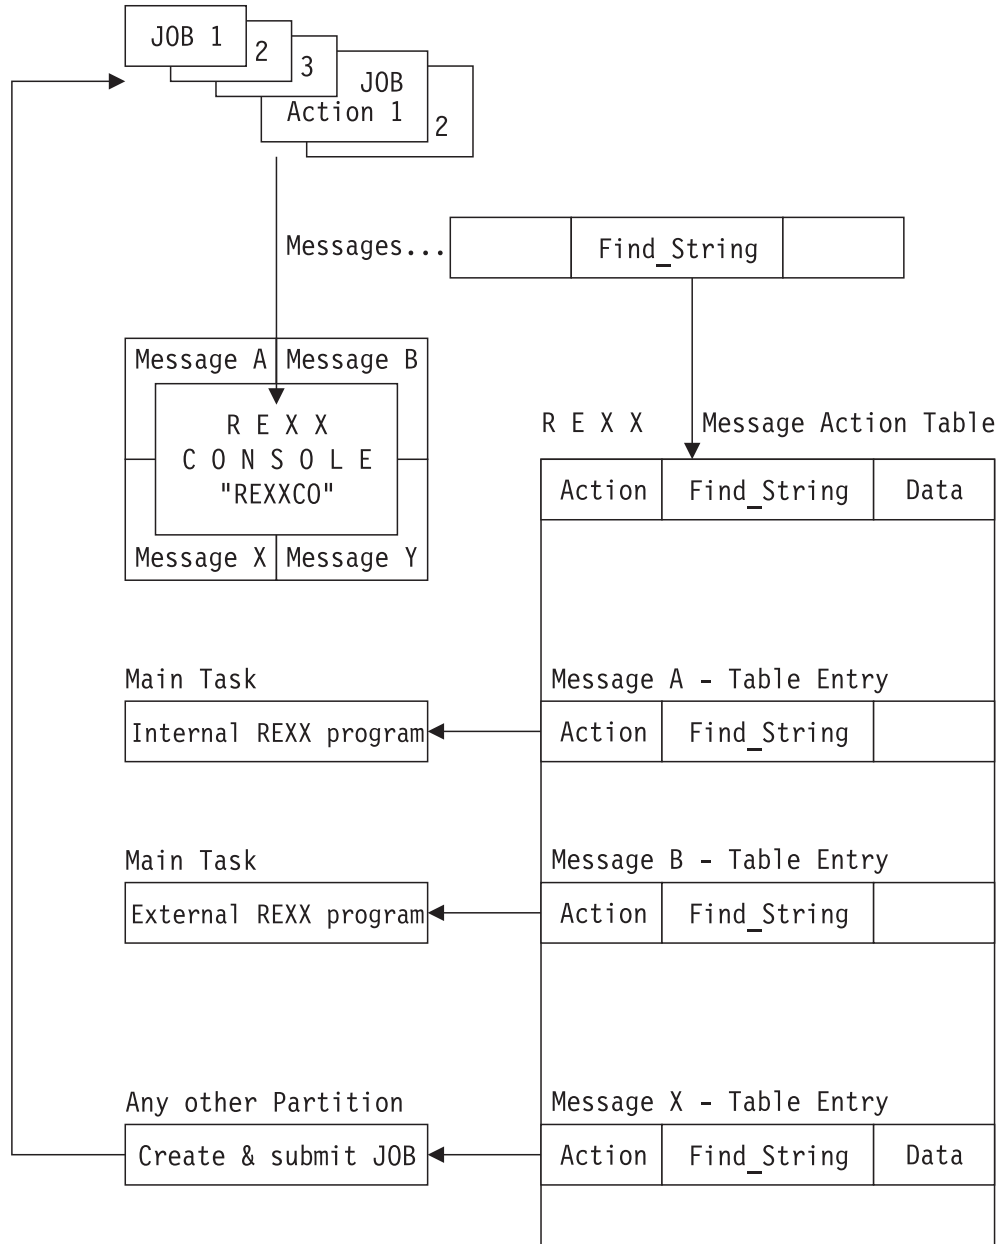 JOB 1
2
3
JOB
Action 1
2
Messages...
Find_String
Message A
Message B
R E X X
C O N S O L E
"REXXCO"
Message X
Message Y
R E X X
Message Action Table
Action
Find_String
Data
Main Task
Internal REXX program
Message A - Table Entry
Action
Find_String
Main Task
External REXX program
Message B - Table Entry
Action
Find_String
Any other Partition
Create & submit JOB
Message X - Table Entry
Action
Find_String
Data